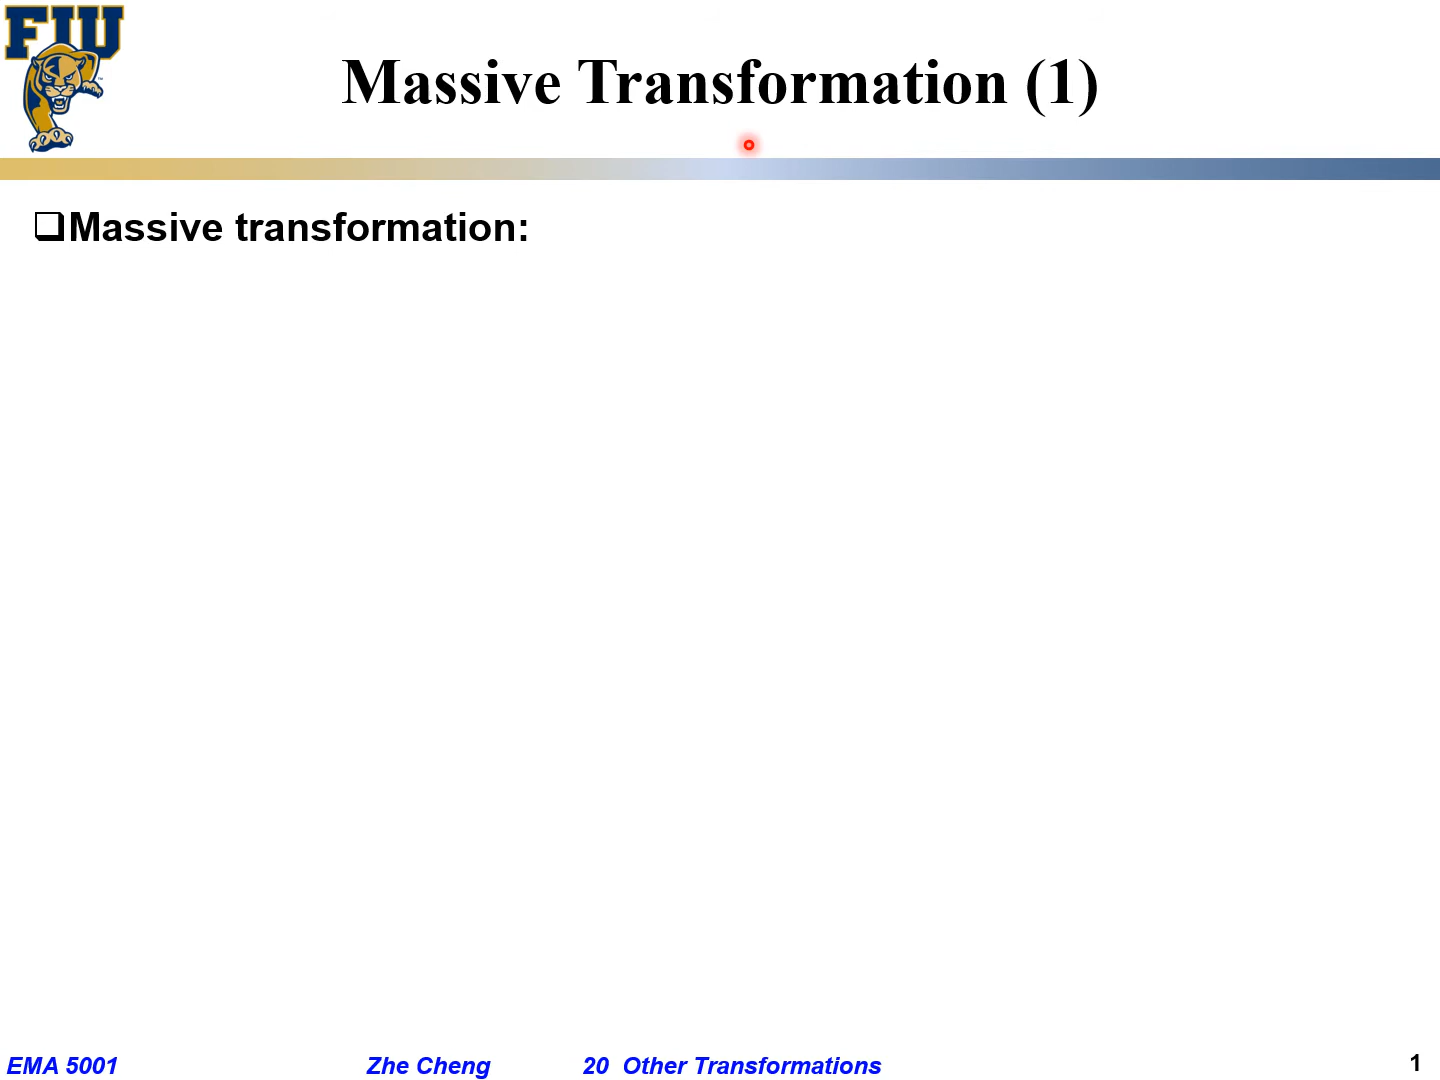 FIU
Massive Transformation (1)
❑Massive transformation:
EMA 5001 Zhe Cheng 20 Other Transformations 1